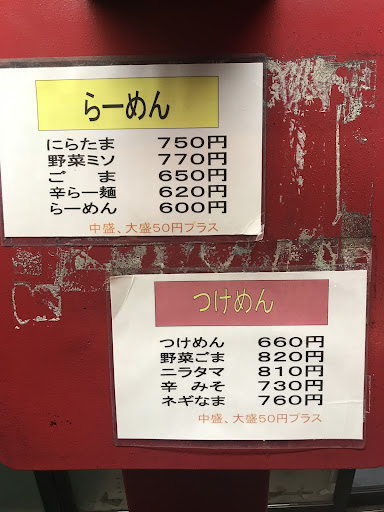 らーめん
にらたま 750円
野菜ミソ 770円
ごま 650円
辛らー麺 620円
らーめん 600円
中盛、大盛50円プラス
つけめん
つけめん 660円
野菜ごま 820円
ニラタマ 810円
辛 みそ 730円
ネギなま 760円
中盛、大盛50円プラス